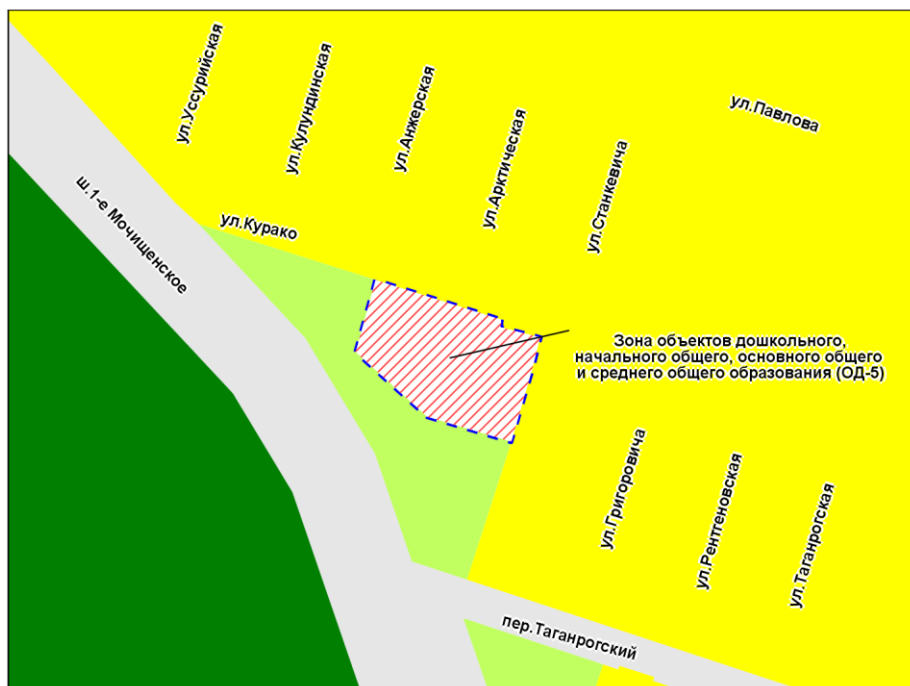 ул.Уссурийская
ул.Кулундинская
ул.Анжерская
ул.Арктическая
ул.Станкевича
ул.Павлова
ул.Курако
ш.1-е Мочищенское
Зона объектов дошкольного,
начального общего, основного общего
и среднего общего образования (ОД-5)
ул.Григоровича
ул.Рентгеновская
ул.Таганрогская
пер.Таганрогский